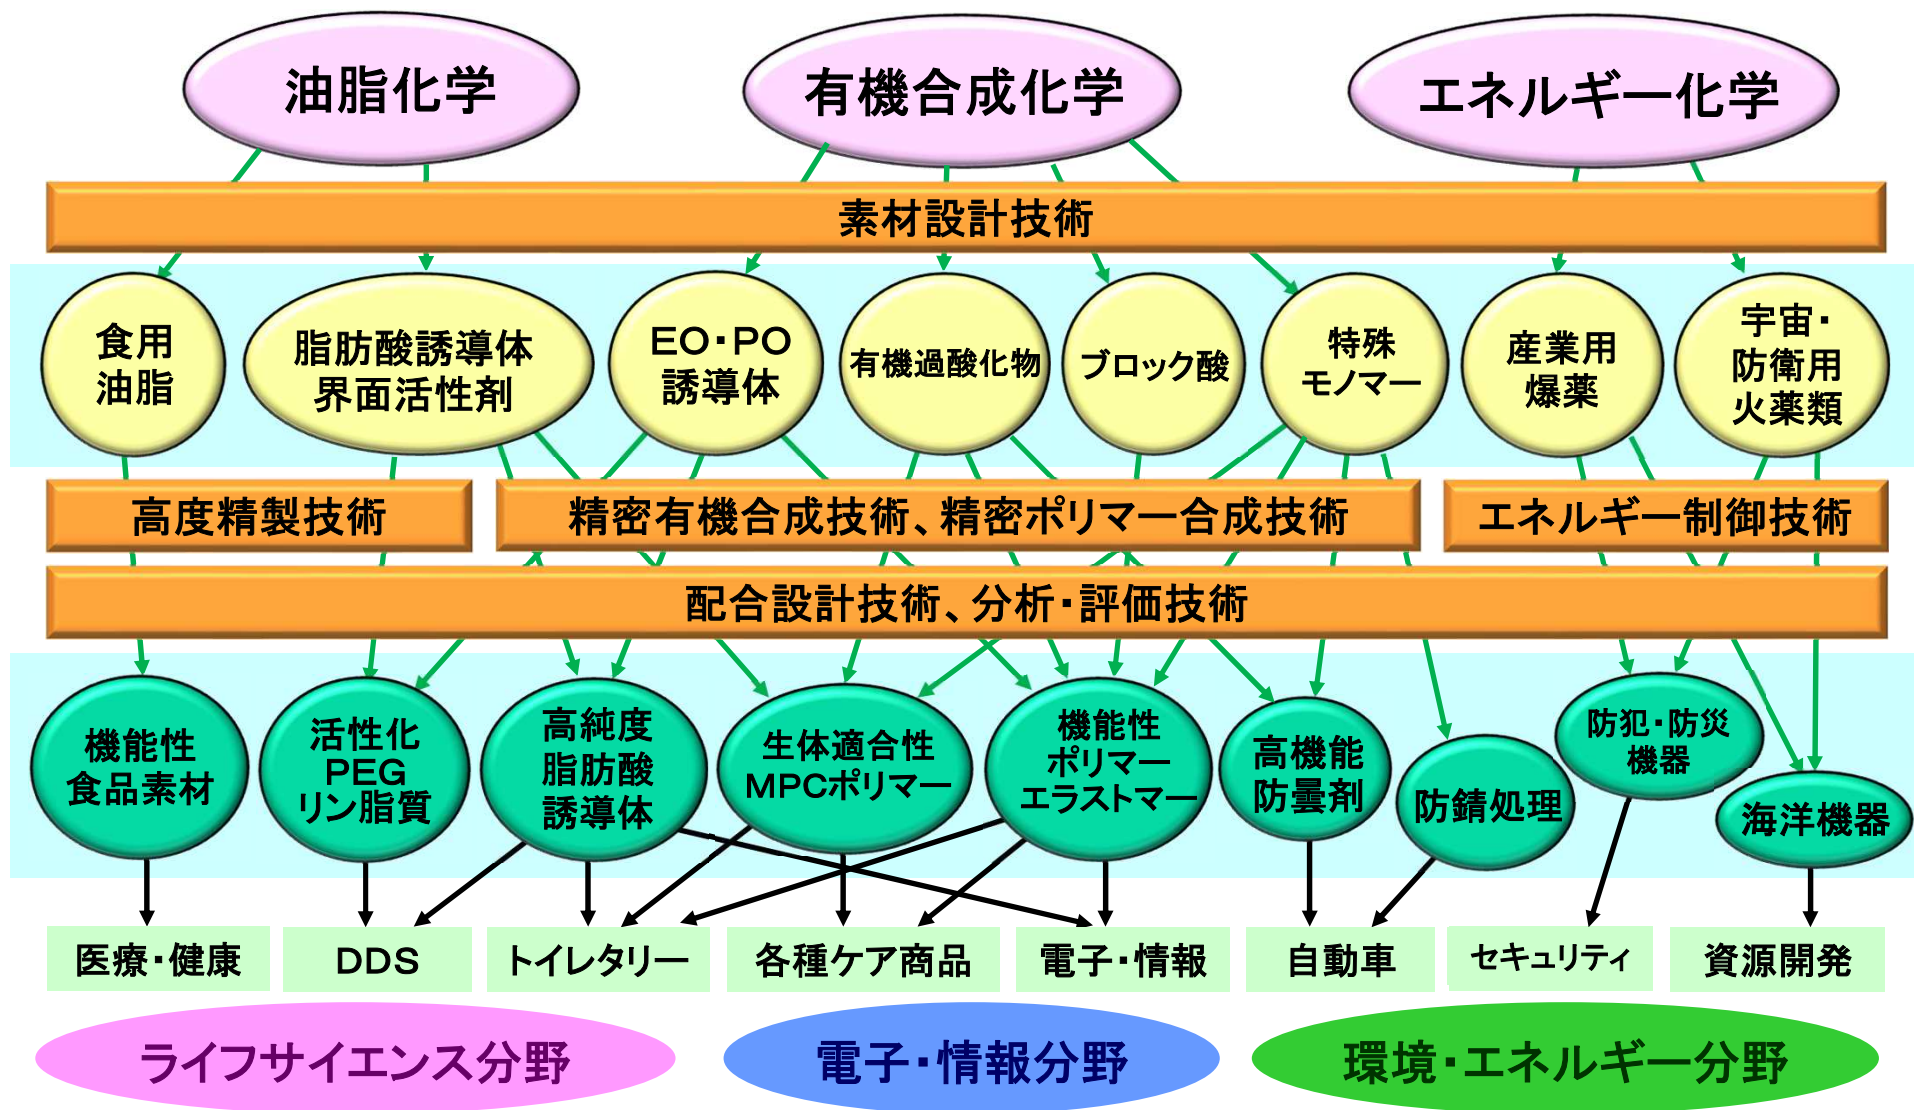 油脂化学
有機合成化学
エネルギー化学
素材設計技術
食用
油脂
脂肪酸誘導体
界面活性剤
EO・PO
誘導体
有機過酸化物
ブロック酸
特殊
モノマー
産業用
爆薬
宇宙・
防衛用
火薬類
高度精製技術
精密有機合成技術、精密ポリマー合成技術
エネルギー制御技術
配合設計技術、分析・評価技術
機能性
食品素材
活性化
PEG
リン脂質
高純度
脂肪酸
誘導体
生体適合性
MPCポリマー
機能性
ポリマー
エラストマー
高機能
防曇剤
防錆処理
防犯・防災
機器
海洋機器
医療・健康
DDS
トイレタリー
各種ケア商品
電子・情報
自動車
セキュリティ
資源開発
ライフサイエンス分野
電子・情報分野
環境・エネルギー分野